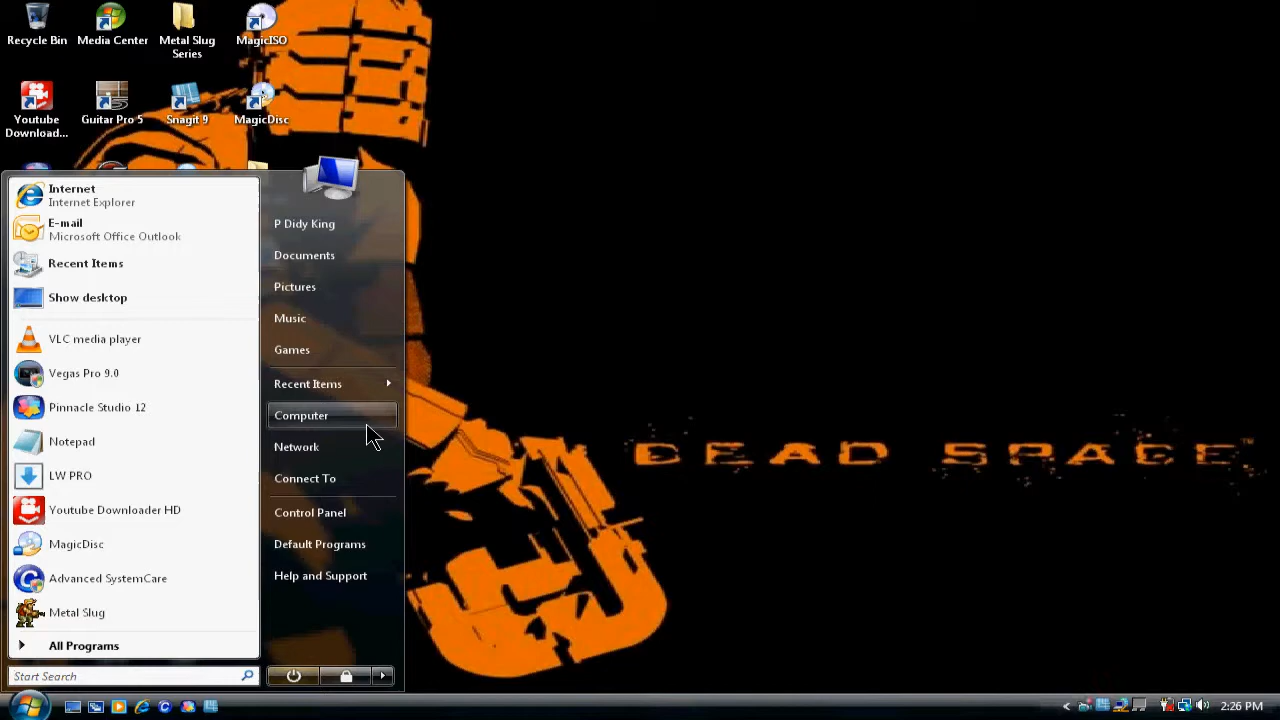 Recycle Bin
Media Center
Metal Slug
Series
MagicISO
Youtube
Download...
Guitar Pro 5
Snagit 9
MagicDisc
Internet
Internet Explorer
E-mail
Microsoft Office Outlook
Recent Items
Show desktop
VLC media player
Vegas Pro 9.0
Pinnacle Studio 12
Notepad
LW PRO
Youtube Downloader HD
MagicDisc
Advanced SystemCare
Metal Slug
All Programs
Start Search
P Didy King
Documents
Pictures
Music
Games
Recent Items
Computer
Network
Connect To
Control Panel
Default Programs
Help and Support
DEAD SPACE™
2:26 PM